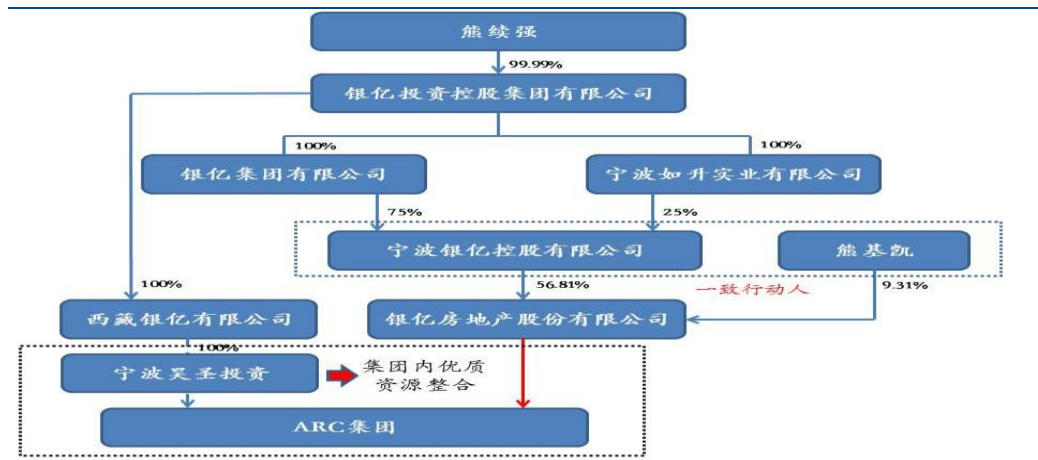 熊续强
99.99%
银亿投资控股集团有限公司
100%
100%
银亿集团有限公司
宁波如升实业有限公司
75%
25%
宁波银亿控股有限公司
熊基凯
100%
56.81%
一致行动人
9.31%
西藏银亿有限公司
银亿房地产股份有限公司
100%
宁波昊圣投资
集团内优质
资源整合
ARC集团